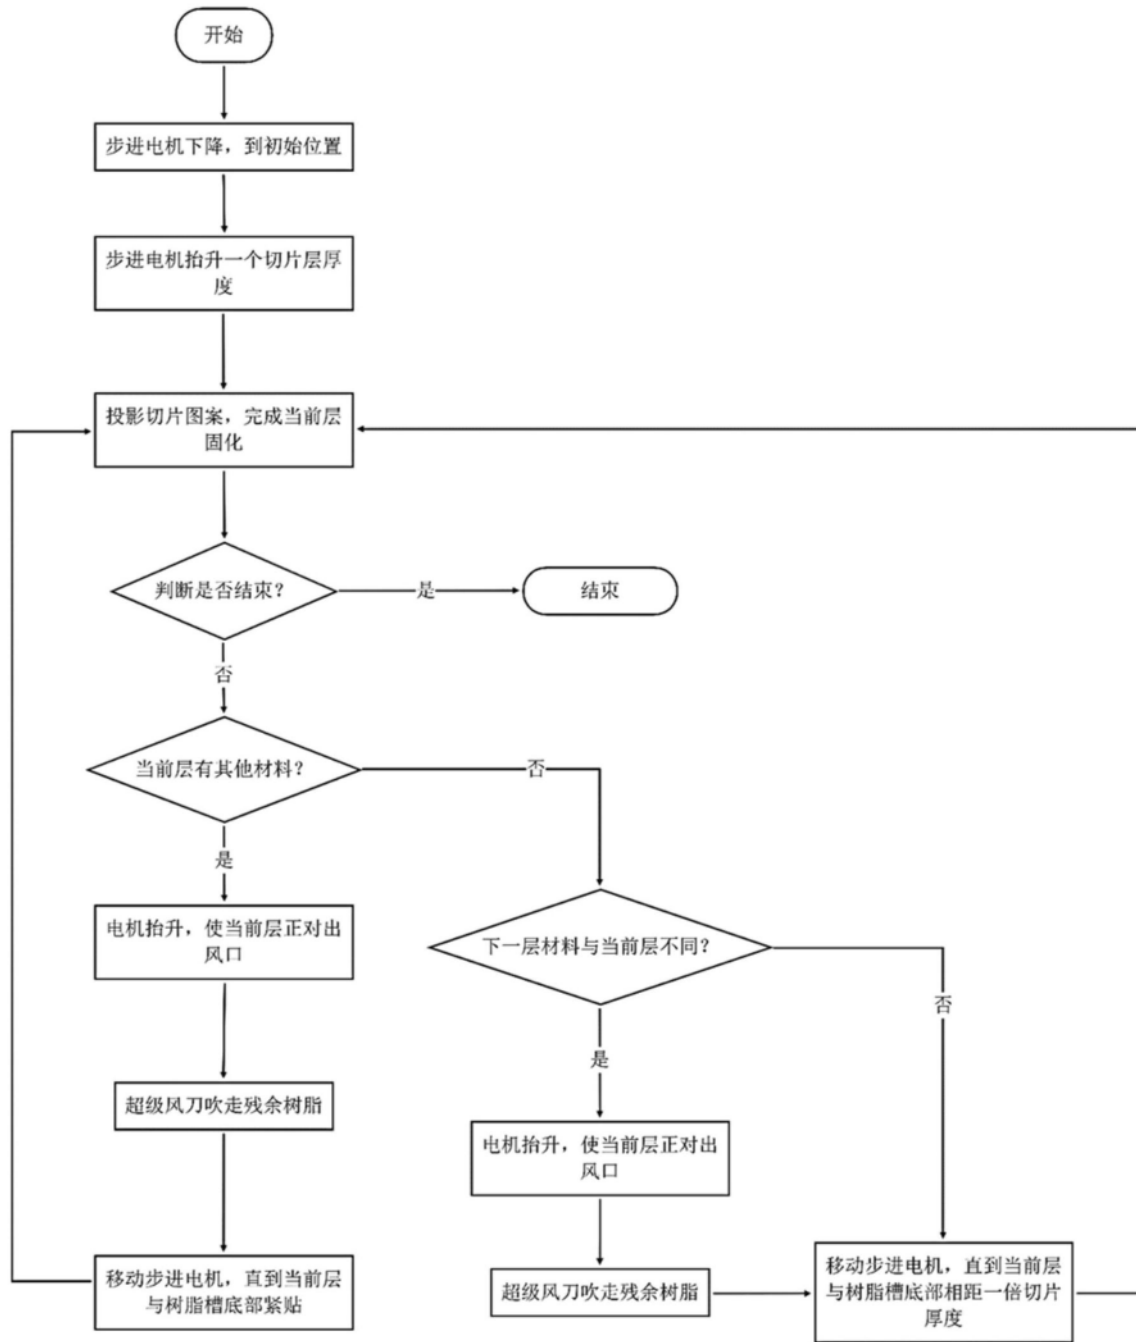 开始
步进电机下降，到初始位置
步进电机抬升一个切片层厚
度
投影切片图案，完成当前层
固化
判断是否结束？
是
结束
否
当前层有其他材料？
否
是
电机抬升，使当前层正对出
风口
下一层材料与当前层不同？
否
是
超级风刀吹走残余树脂
电机抬升，使当前层正对出
风口
移动步进电机，直到当前层
与树脂槽底部紧贴
超级风刀吹走残余树脂
移动步进电机，直到当前层
与树脂槽底部相距一倍切片
厚度